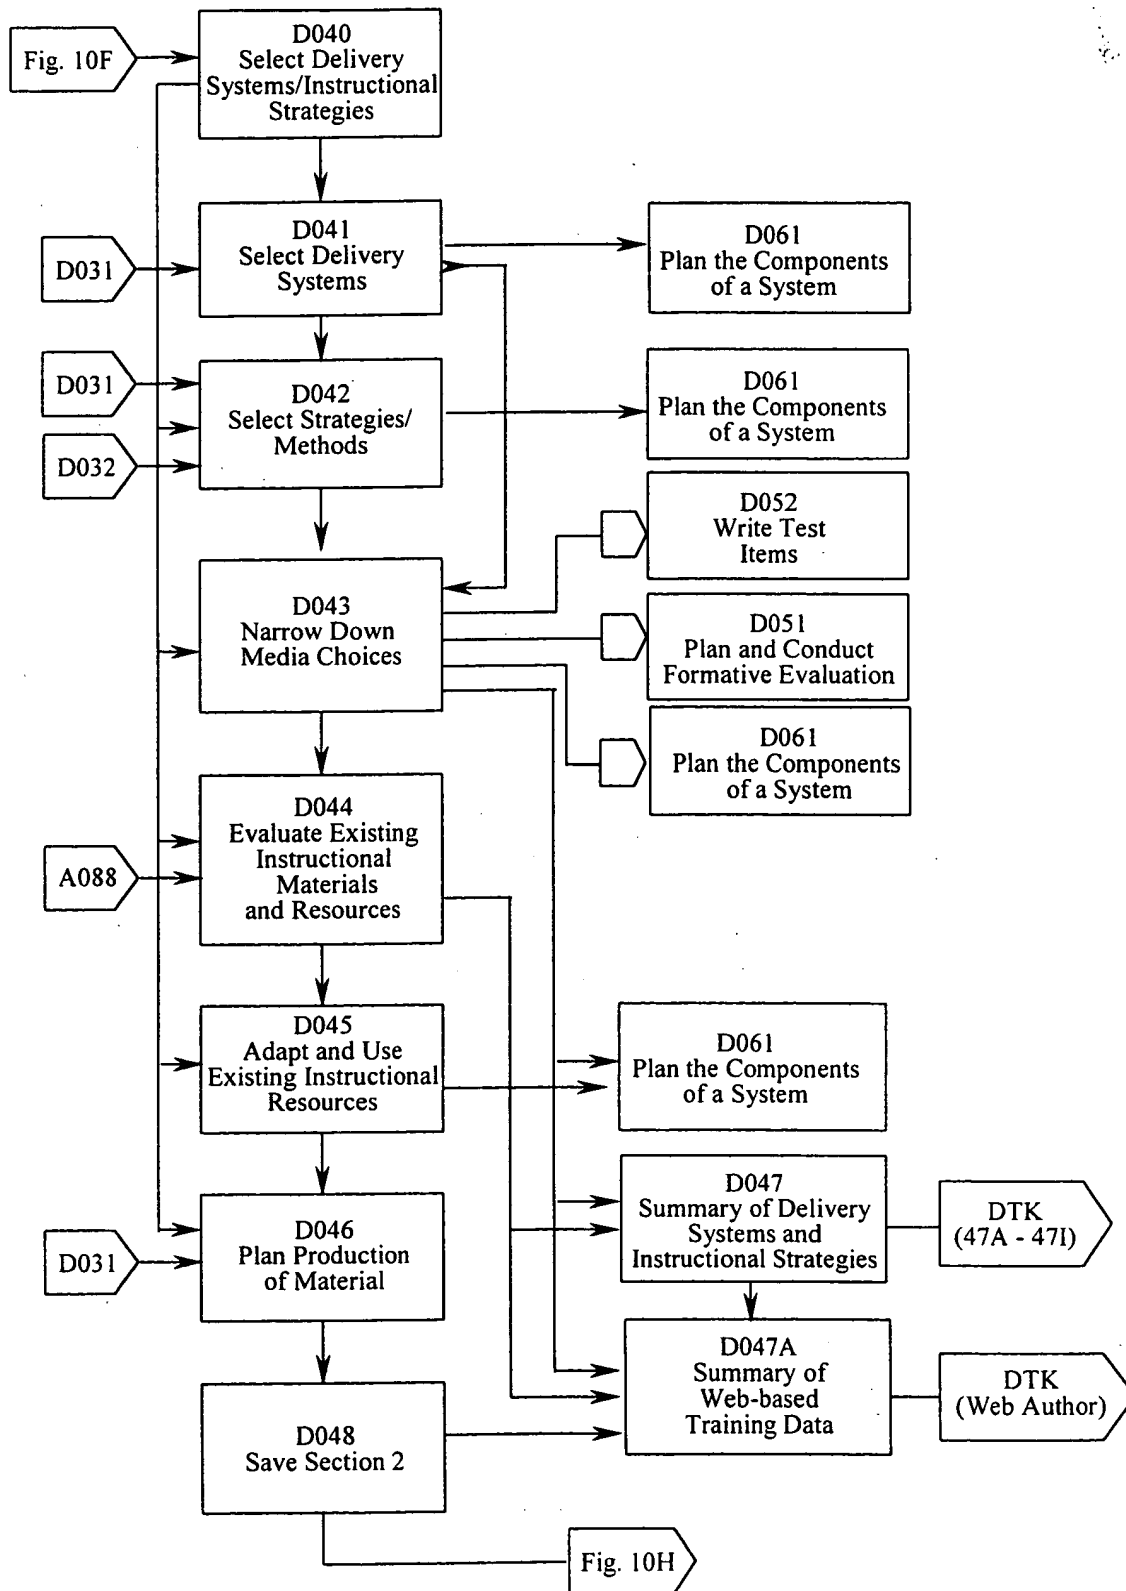 Fig. 10F
D040
Select Delivery
Systems/Instructional
Strategies
D031
D041
Select Delivery
Systems
D061
Plan the Components
of a System
D031
D032
D042
Select Strategies/
Methods
D061
Plan the Components
of a System
D052
Write Test
Items
D043
Narrow Down
Media Choices
D051
Plan and Conduct
Formative Evaluation
D061
Plan the Components
of a System
A088
D044
Evaluate Existing
Instructional
Materials
and Resources
D045
Adapt and Use
Existing Instructional
Resources
D061
Plan the Components
of a System
D031
D046
Plan Production
of Material
D047
Summary of Delivery
Systems and
Instructional Strategies
DTK
(47A - 47I)
D047A
Summary of
Web-based
Training Data
DTK
(Web Author)
D048
Save Section 2
Fig. 10H